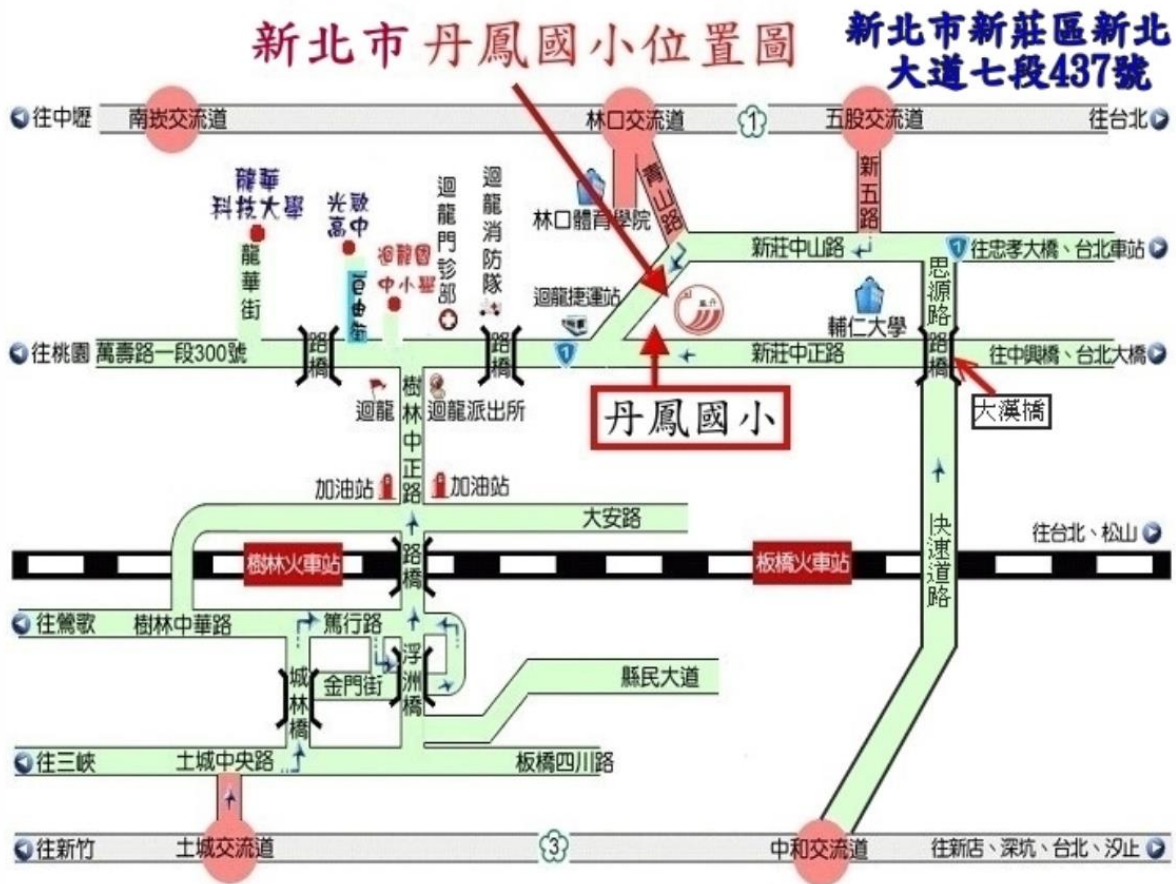 新北市 丹鳳國小位置圖
新北市新莊區新北
大道七段437號
往中壢
南崁交流道
林口交流道
1
五股交流道
往台北
龍華
科技大學
光啟
高中
迴龍國
中小學
迴龍門診部
迴龍消防隊
林口體育學院
青山路
新五路
龍華街
自由街
迴龍捷運站
丹鳳
新莊中山路
1
往忠孝大橋、台北車站
思源路
輔仁大學
往桃園
萬壽路一段300號
路橋
路橋
1
新莊中正路
路橋
往中興橋、台北大橋
迴龍
樹林中正路
迴龍派出所
丹鳳國小
大漢橋
加油站
加油站
大安路
快速道路
往台北、松山
樹林火車站
路橋
板橋火車站
往鶯歌
樹林中華路
篤行路
城林橋
金門街
浮洲橋
縣民大道
往三峽
土城中央路
板橋四川路
往新竹
土城交流道
3
中和交流道
往新店、深坑、台北、汐止